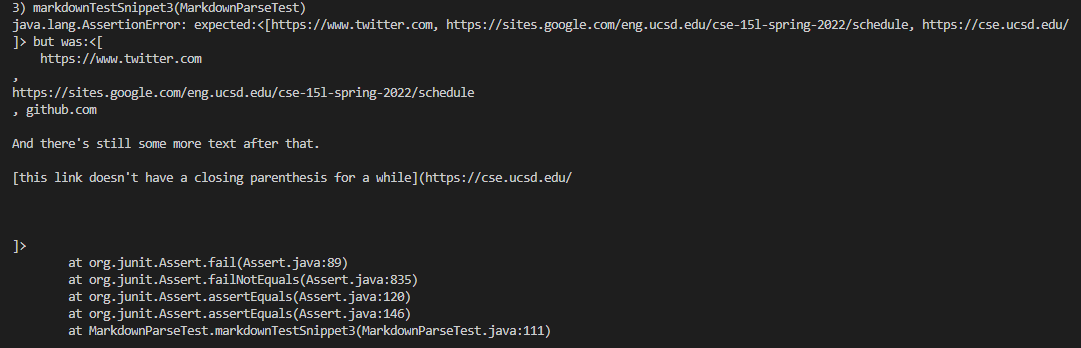 3) markdownTestSnippet3(MarkdownParseTest)
java.lang.AssertionError: expected:<[https://www.twitter.com, https://sites.google.com/eng.ucsd.edu/cse-15l-spring-2022/schedule, https://cse.ucsd.edu/
]> but was:<[
    https://www.twitter.com
,
https://sites.google.com/eng.ucsd.edu/cse-15l-spring-2022/schedule
, github.com

And there's still some more text after that.

[this link doesn't have a closing parenthesis for a while](https://cse.ucsd.edu/



]>
        at org.junit.Assert.fail(Assert.java:89)
        at org.junit.Assert.failNotEquals(Assert.java:835)
        at org.junit.Assert.assertEquals(Assert.java:120)
        at org.junit.Assert.assertEquals(Assert.java:146)
        at MarkdownParseTest.markdownTestSnippet3(MarkdownParseTest.java:111)